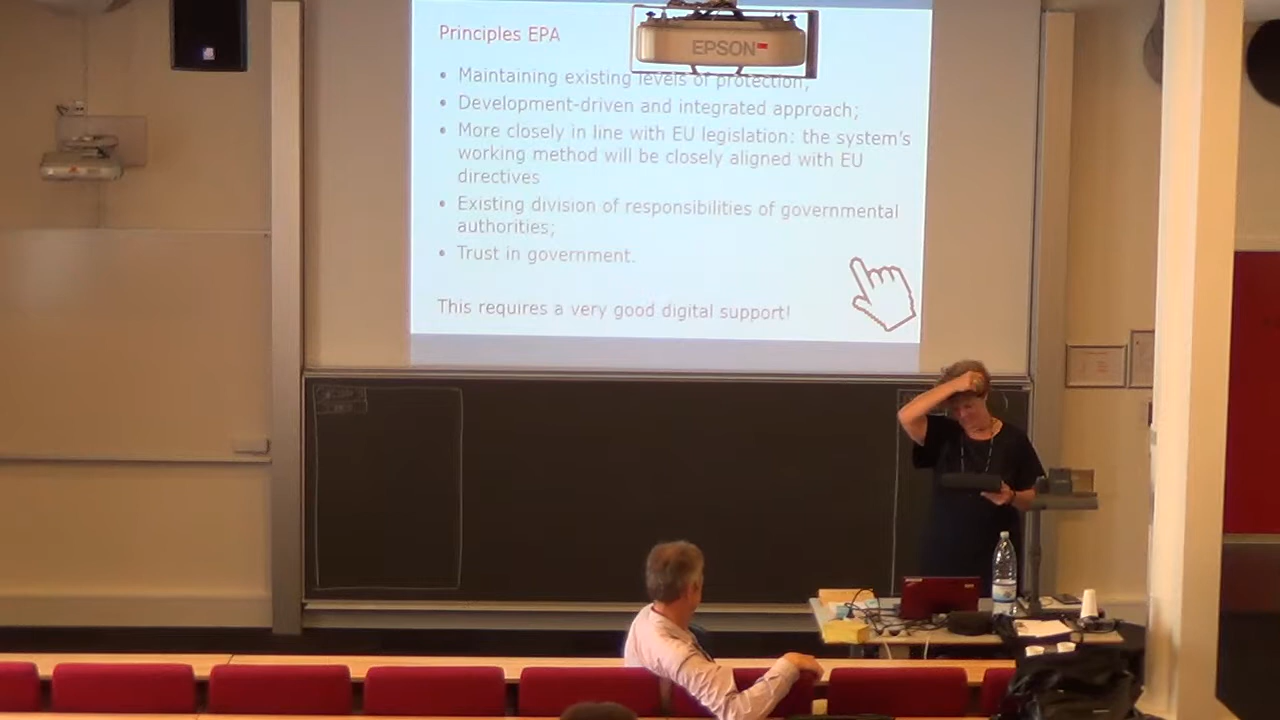 Principles EPA
EPSON
• Maintaining existing levels of protection;
• Development-driven and integrated approach;
• More closely in line with EU legislation: the system's
working method will be closely aligned with EU
directives
• Existing division of responsibilities of governmental
authorities;
• Trust in government.
This requires a very good digital support!